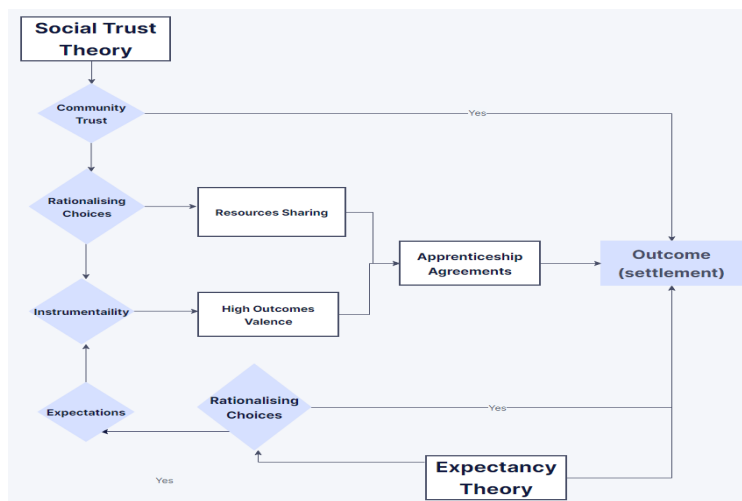 Social Trust
Theory
Community
Trust
Yes
Rationalising
Choices
Resources Sharing
Apprenticeship
Agreements
Outcome
(settlement)
Instrumentaility
High Outcomes
Valence
Expectations
Rationalising
Choices
Yes
Expectancy
Theory
Yes